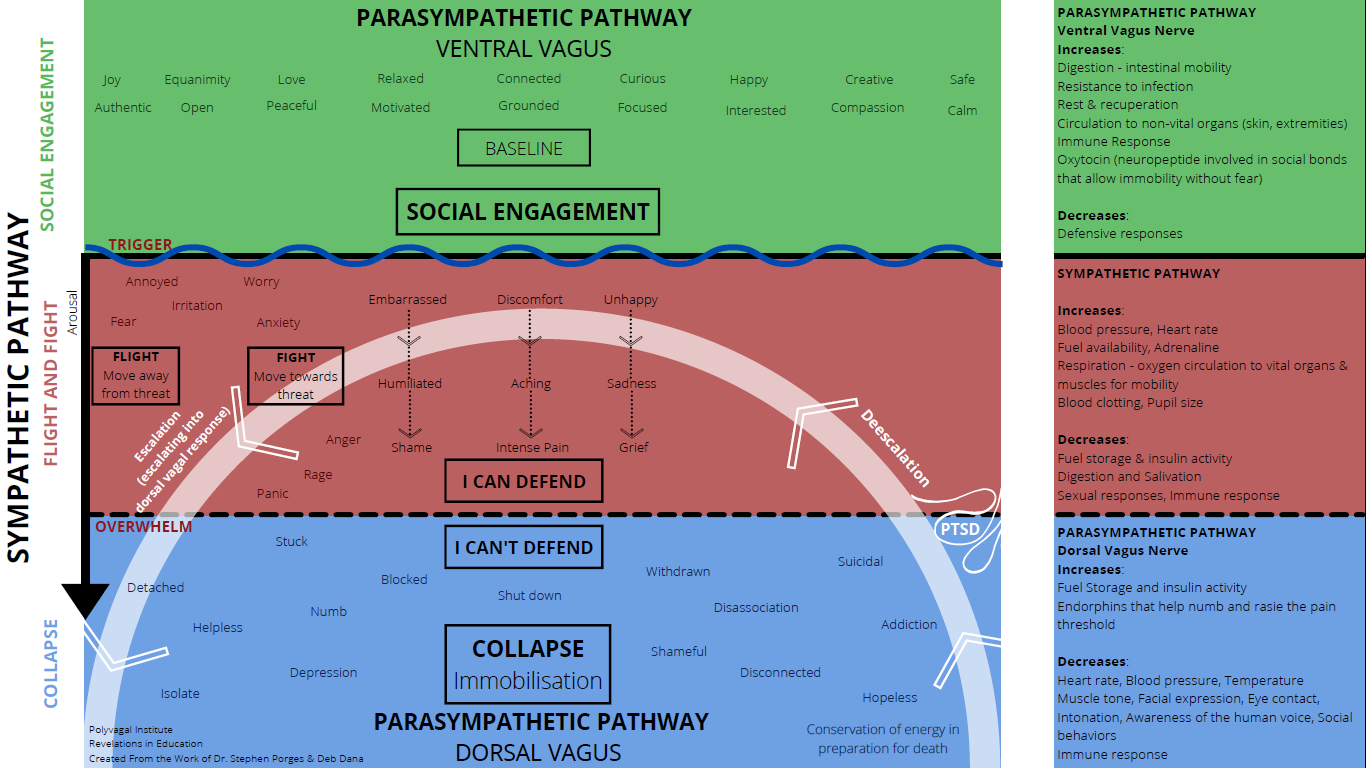 PARASYMPATHETIC PATHWAY
VENTRAL VAGUS
Joy Equanimity Love Relaxed Connected Curious Happy Creative Safe
Authentic Open Peaceful Motivated Grounded Focused Interested Compassion Calm
BASELINE
SOCIAL ENGAGEMENT
SOCIAL ENGAGEMENT
TRIGGER
SYMPATHETIC PATHWAY
FLIGHT AND FIGHT
Arousal
Annoyed Worry
Irritation
Fear Anxiety
Embarrassed Discomfort Unhappy
FLIGHT
Move away
from threat
FIGHT
Move towards
threat
Humiliated Aching Sadness
Escalation
(escalating into
dorsal vagal response)
Anger
Rage
Panic
Shame Intense Pain Grief
I CAN DEFEND
Deescalation
PTSD
OVERWHELM
I CAN'T DEFEND
COLLAPSE
Stuck
Detached
Blocked
Shut down
Withdrawn
Suicidal
Helpless
Numb
Disassociation
Addiction
Depression
Isolate
Shameful
Disconnected
Hopeless
COLLAPSE
Immobilisation
PARASYMPATHETIC PATHWAY
DORSAL VAGUS
Conservation of energy in
preparation for death
Polyvagal Institute
Revelations in Education
Created From the Work of Dr. Stephen Porges & Deb Dana
PARASYMPATHETIC PATHWAY
Ventral Vagus Nerve
Increases:
Digestion - intestinal mobility
Resistance to infection
Rest & recuperation
Circulation to non-vital organs (skin, extremities)
Immune Response
Oxytocin (neuropeptide involved in social bonds
that allow immobility without fear)
Decreases:
Defensive responses
SYMPATHETIC PATHWAY
Increases:
Blood pressure, Heart rate
Fuel availability, Adrenaline
Respiration - oxygen circulation to vital organs &
muscles for mobility
Blood clotting, Pupil size
Decreases:
Fuel storage & insulin activity
Digestion and Salivation
Sexual responses, Immune response
PARASYMPATHETIC PATHWAY
Dorsal Vagus Nerve
Increases:
Fuel Storage and insulin activity
Endorphins that help numb and rasie the pain
threshold
Decreases:
Heart rate, Blood pressure, Temperature
Muscle tone, Facial expression, Eye contact,
Intonation, Awareness of the human voice, Social
behaviors
Immune response